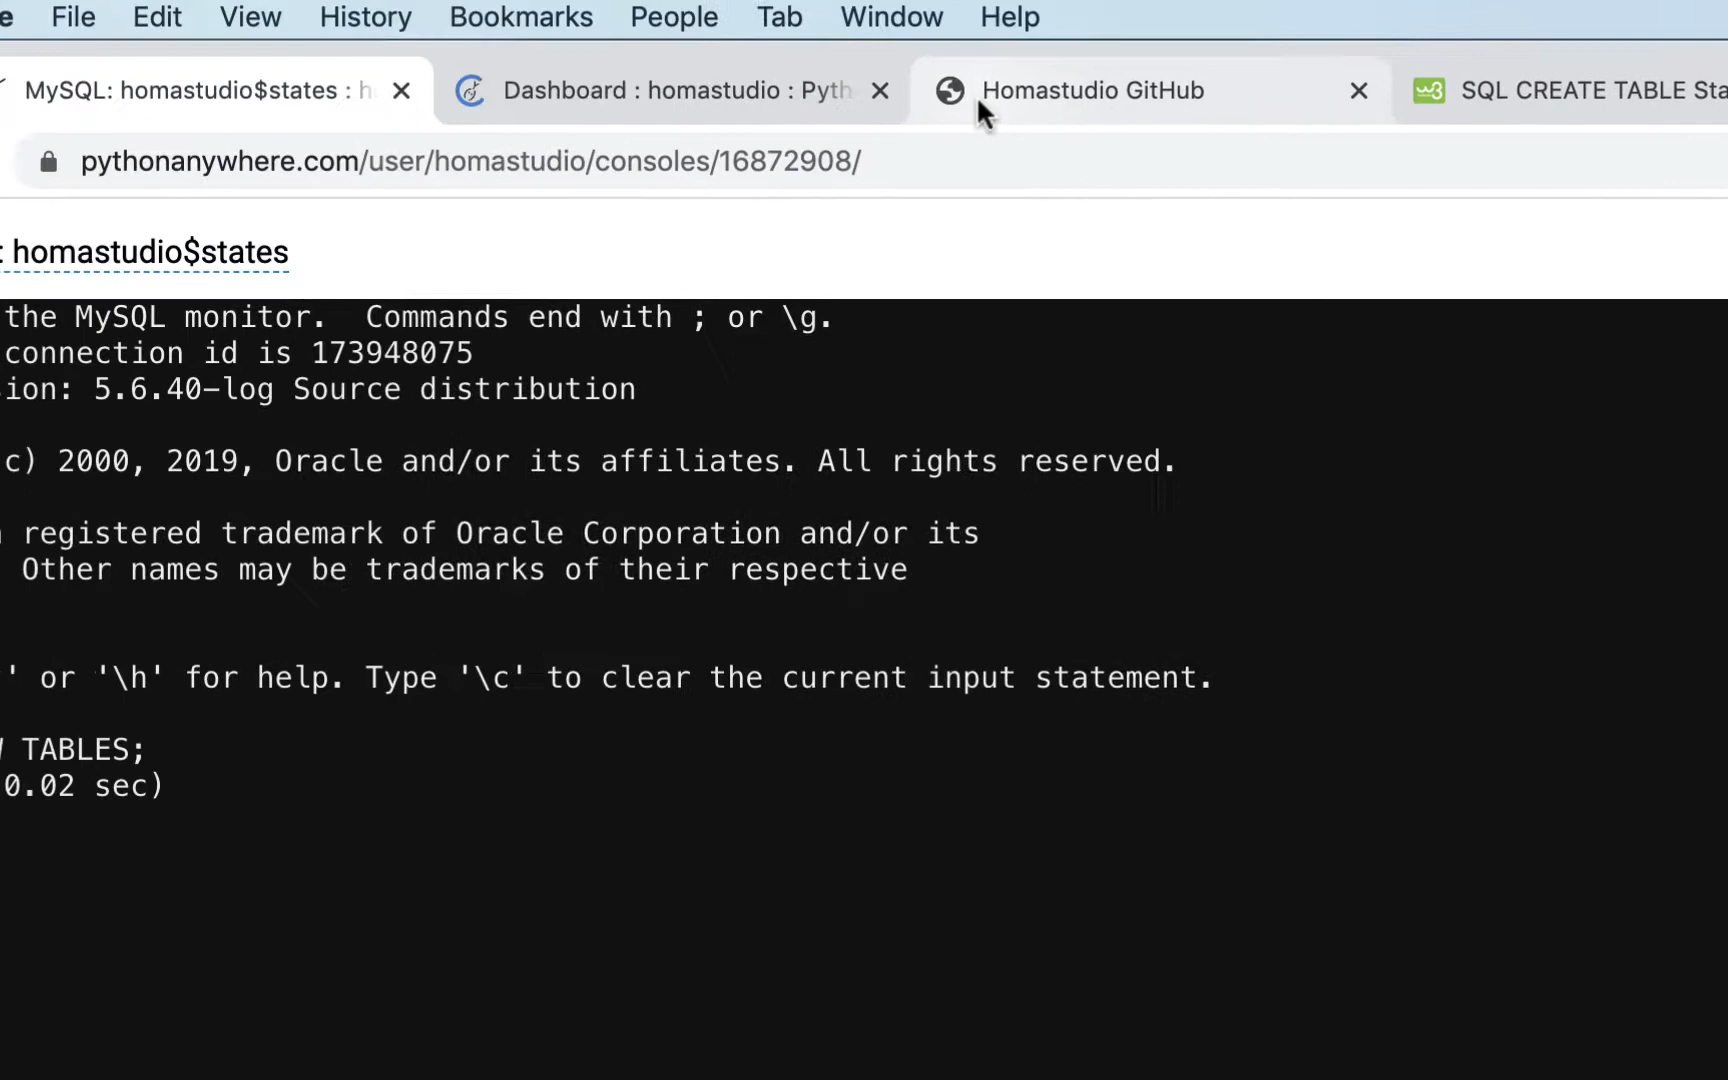 File Edit View History Bookmarks People Tab Window Help
MySQL: homastudio$states : h Dashboard : homastudio : Pyth Homastudio GitHub SQL CREATE TABLE Sta
pythonanywhere.com/user/homastudio/consoles/16872908/
: homastudio$states
the MySQL monitor. Commands end with ; or \g.
connection id is 173948075
ion: 5.6.40-log Source distribution
c) 2000, 2019, Oracle and/or its affiliates. All rights reserved.
registered trademark of Oracle Corporation and/or its
Other names may be trademarks of their respective
' or '\h' for help. Type '\c' to clear the current input statement.
TABLES;
0.02 sec)